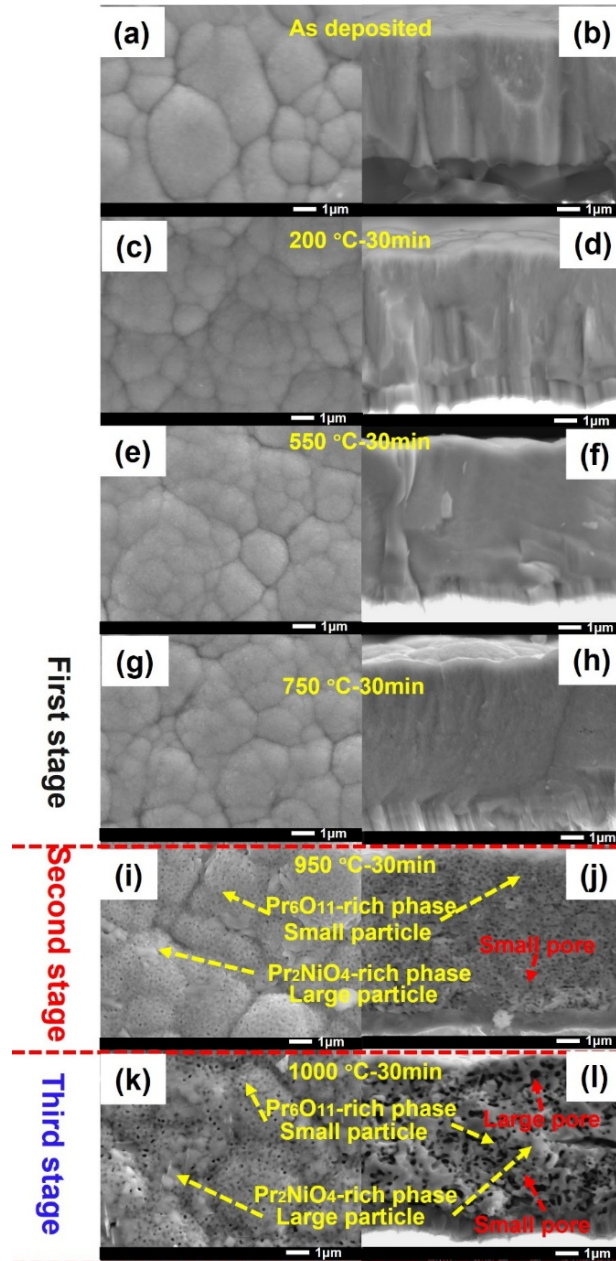 (a)
As deposited
(b)
1μm
1μm
(c)
200 °C-30min
(d)
1μm
1μm
(e)
550 °C-30min
(f)
1μm
1μm
First stage
(g)
750 °C-30min
(h)
1μm
1μm
Second stage
(i)
950 °C-30min
(j)
Pr6O11-rich phase
Small particle
Small pore
Pr2NiO4-rich phase
Large particle
1μm
1μm
Third stage
(k)
1000 °C-30min
(l)
Pr6O11-rich phase
Small particle
Large pore
Pr2NiO4-rich phase
Large particle
Small pore
1μm
1μm